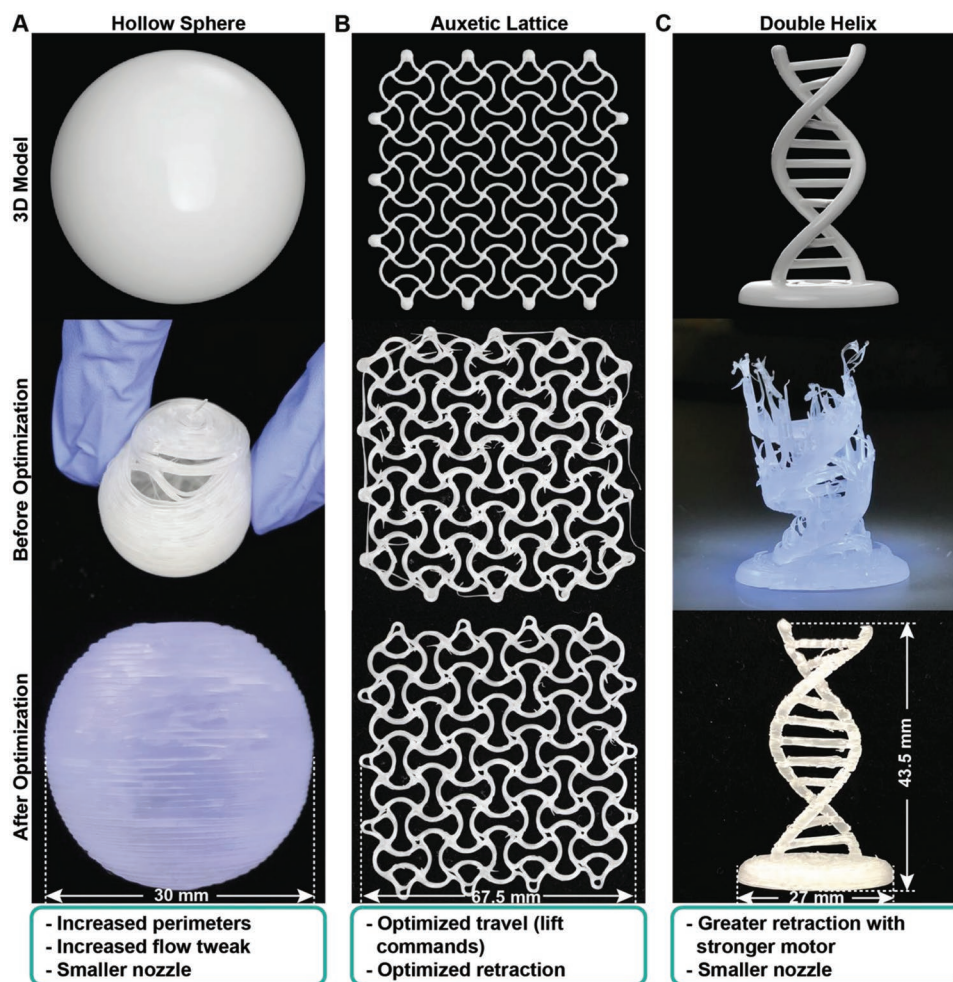 A Hollow Sphere
B Auxetic Lattice
C Double Helix
3D Model
Before Optimization
After Optimization
30 mm
67.5 mm
43.5 mm
27 mm
- Increased perimeters
- Increased flow tweak
- Smaller nozzle
- Optimized travel (lift
commands)
- Optimized retraction
- Greater retraction with
stronger motor
- Smaller nozzle